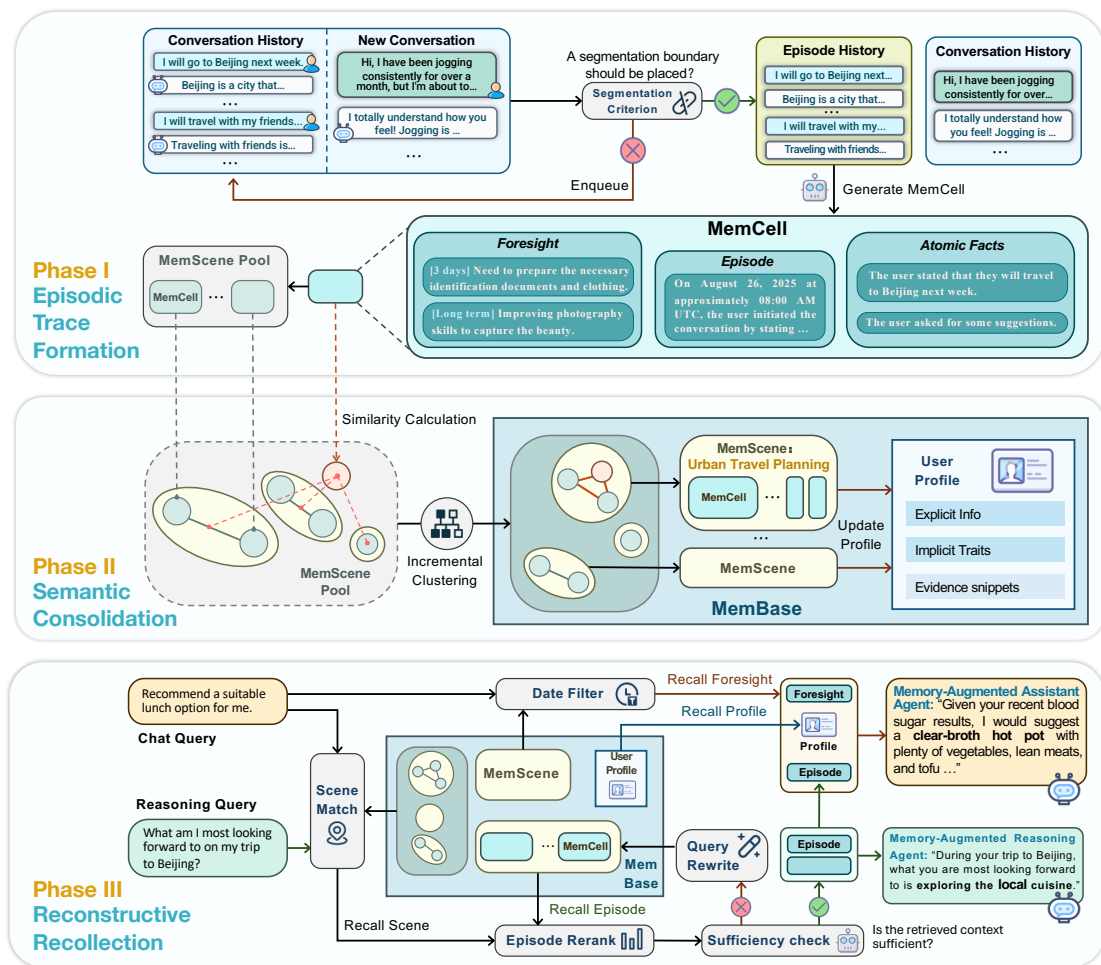 Conversation History
I will go to Beijing next week.
Beijing is a city that...
...
I will travel with my friends...
Traveling with friends is...
...
New Conversation
Hi, I have been jogging
consistently for over a
month, but I'm about to...
I totally understand how you
feel! Jogging is ...
...
A segmentation boundary
should be placed?
Segmentation
Criterion
Enqueue
Episode History
I will go to Beijing next...
Beijing is a city that...
...
I will travel with my...
Traveling with friends...
Conversation History
Hi, I have been jogging
consistently for over...
I totally understand how
you feel! Jogging is ...
...
Generate MemCell
Phase I
Episodic
Trace
Formation
MemScene Pool
MemCell
...
MemCell
Foresight
[3 days] Need to prepare the necessary
identification documents and clothing.
[Long term] Improving photography
skills to capture the beauty.
Episode
On August 26, 2025 at
approximately 08:00 AM
UTC, the user initiated the
conversation by stating ...
Atomic Facts
The user stated that they will travel
to Beijing next week.
The user asked for some suggestions.
Similarity Calculation
Phase II
Semantic
Consolidation
MemScene
Pool
Incremental
Clustering
MemScene:
Urban Travel Planning
MemCell
...
...
MemScene
MemBase
Update
Profile
User
Profile
Explicit Info
Implicit Traits
Evidence snippets
Phase III
Reconstructive
Recollection
Recommend a suitable
lunch option for me.
Chat Query
Reasoning Query
What am I most looking
forward to on my trip
to Beijing?
Scene
Match
Recall Scene
Date Filter
MemScene
User
Profile
...
MemCell
Mem
Base
Recall Episode
Episode Rerank
Recall Foresight
Recall Profile
Query
Rewrite
Sufficiency check
Is the retrieved context
sufficient?
Foresight
Profile
Episode
Episode
Memory-Augmented Assistant
Agent: “Given your recent blood
sugar results, I would suggest
a clear-broth hot pot with
plenty of vegetables, lean meats,
and tofu ...”
Memory-Augmented Reasoning
Agent: “During your trip to Beijing,
what you are most looking forward
to is exploring the local cuisine.”